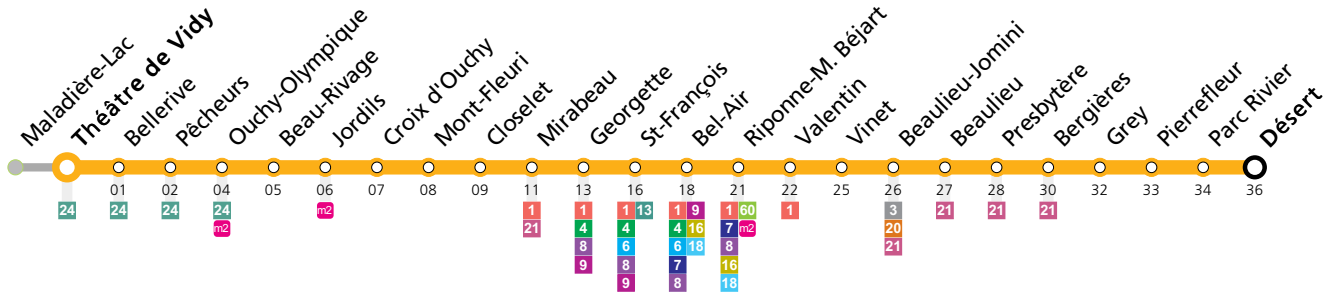 Maladière-Lac
Théâtre de Vidy
Bellerive
Pêcheurs
Ouchy-Olympique
Beau-Rivage
Jordils
Croix d'Ouchy
Mont-Fleuri
Closelet
Mirabeau
Georgette
St-François
Bel-Air
Riponne-M. Béjart
Valentin
Vinet
Beaulieu-Jomini
Beaulieu
Presbytère
Bergières
Grey
Pierrefleur
Parc Rivier
Désert
01 02 04 05 06 07 08 09 11 13 16 18 21 22 25 26 27 28 30 32 33 34 36
24 24 24 24 m2 1 1 1 13 1 9 1 60 1 3 21 21 21
m2 21 4 4 4 16 7 m2 20
8 6 6 18 8 21
9 8 7 16
9 8 18